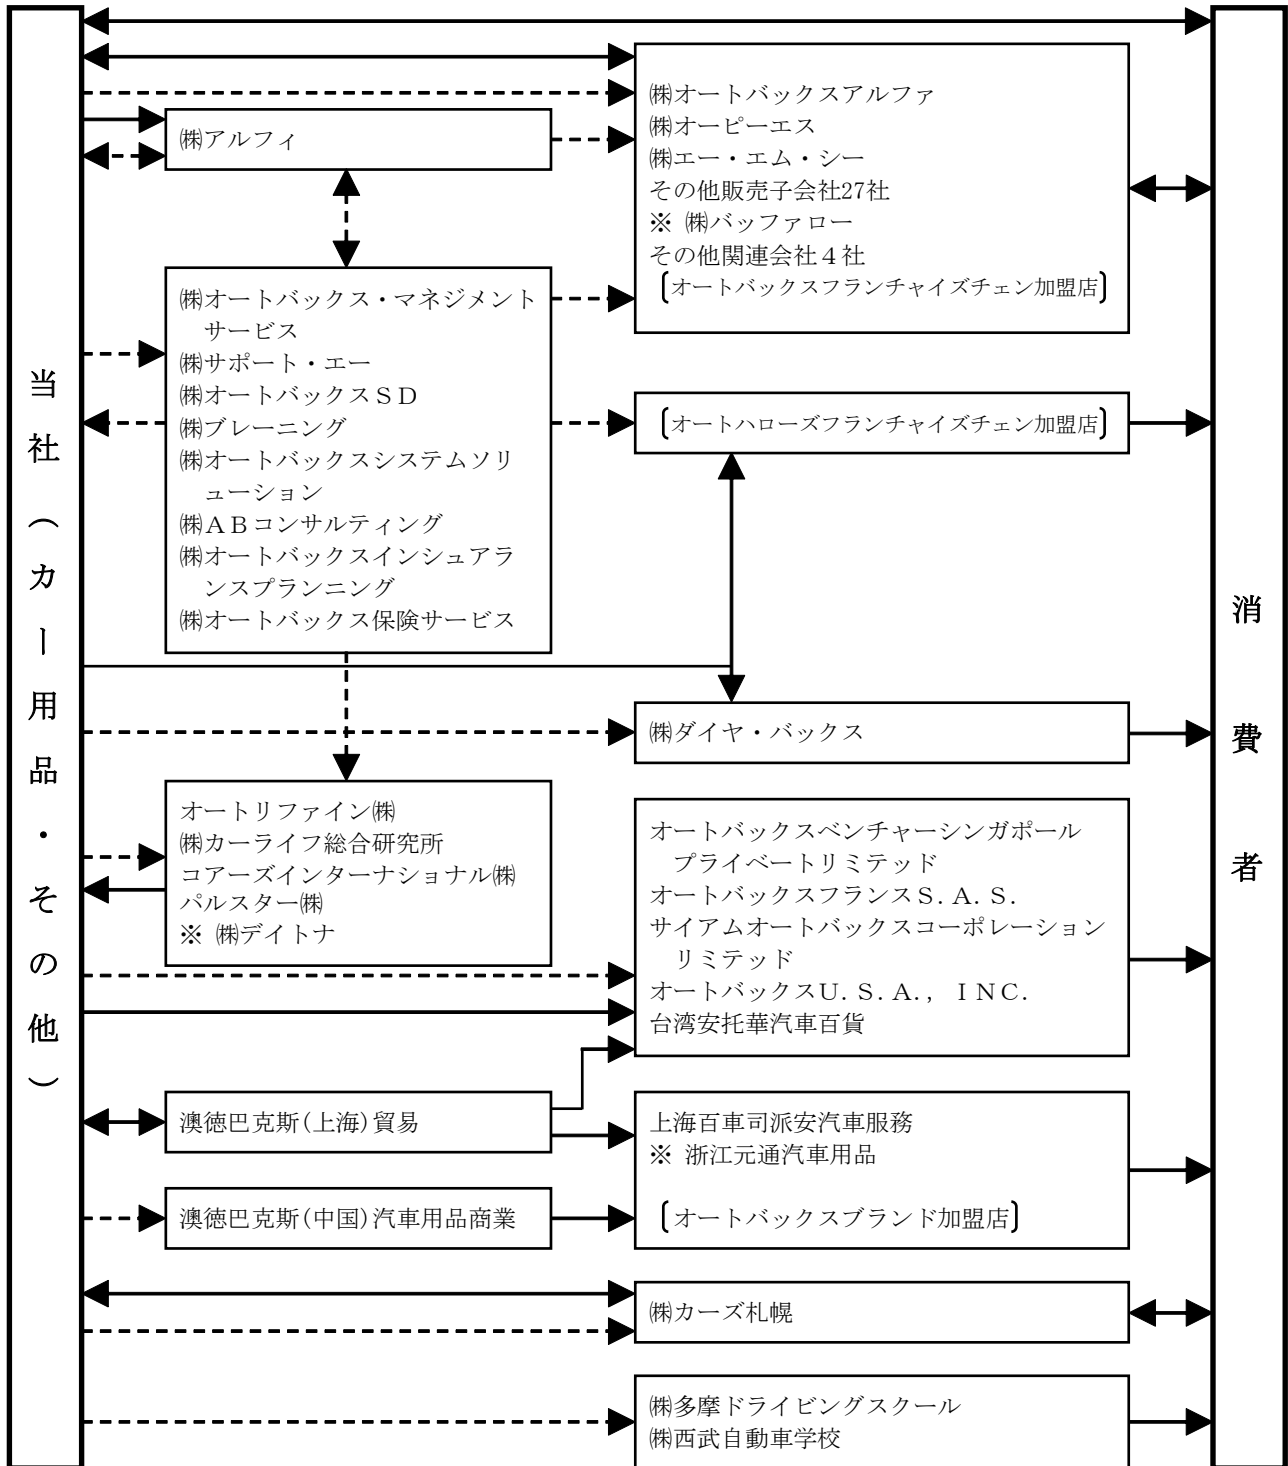 当社（カー用品・その他）
㈱アルフィ
㈱オートバックスアルファ
㈱オーピーエス
㈱エー・エム・シー
その他販売子会社27社
※ ㈱バッファロー
その他関連会社４社
〔オートバックスフランチャイズチェン加盟店〕
㈱オートバックス・マネジメント
サービス
㈱サポート・エー
㈱オートバックスＳＤ
㈱ブレーニング
㈱オートバックスシステムソリ
ューション
㈱ＡＢコンサルティング
㈱オートバックスインシュアラ
ンスプランニング
㈱オートバックス保険サービス
〔オートハローズフランチャイズチェン加盟店〕
㈱ダイヤ・バックス
オートリファイン㈱
㈱カーライフ総合研究所
コアーズインターナショナル㈱
パルスター㈱
※ ㈱デイトナ
オートバックスベンチャーシンガポール
プライベートリミテッド
オートバックスフランスＳ．Ａ．Ｓ．
サイアムオートバックスコーポレーション
リミテッド
オートバックスＵ．Ｓ．Ａ．，ＩＮＣ．
台湾安托華汽車百貨
澳徳巴克斯(上海)貿易
上海百車司派安汽車服務
※ 浙江元通汽車用品
〔オートバックスブランド加盟店〕
澳徳巴克斯(中国)汽車用品商業
㈱カーズ札幌
㈱多摩ドライビングスクール
㈱西武自動車学校
消費者